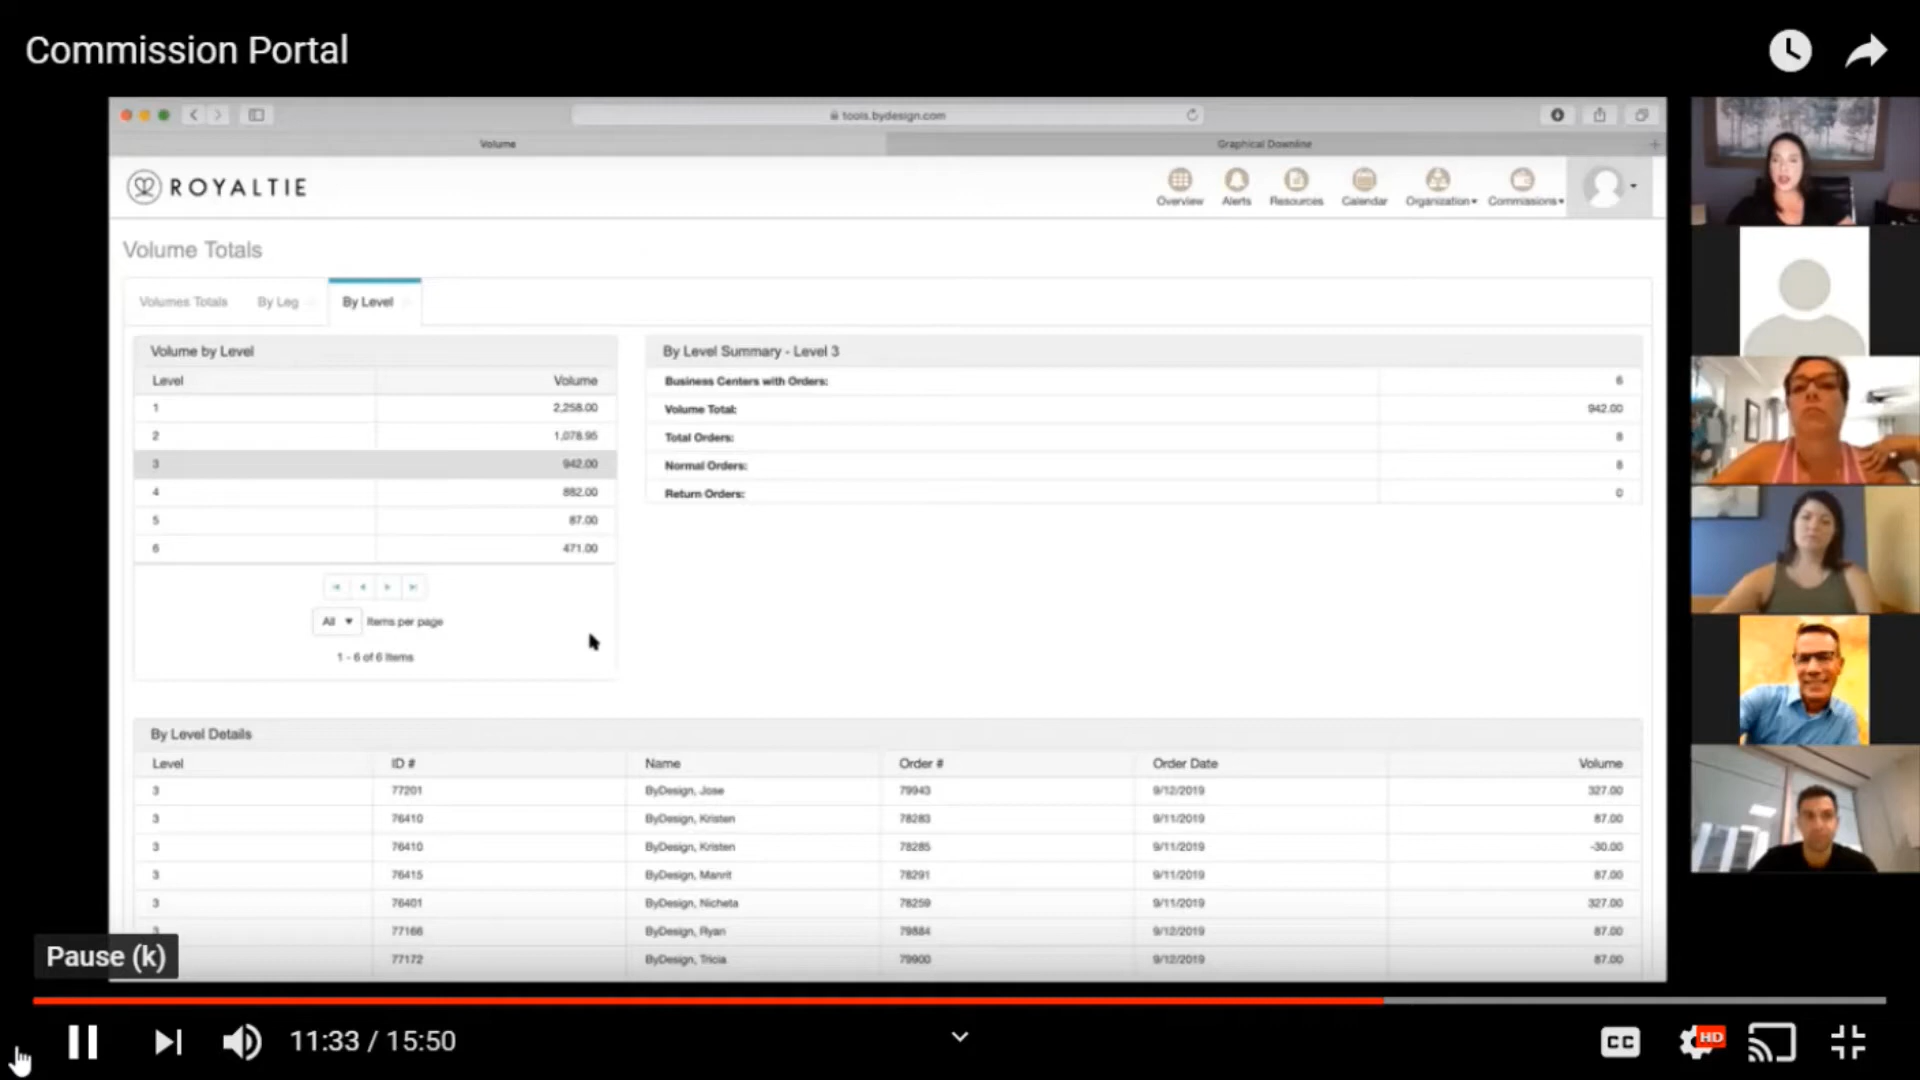 Commission Portal
tools.bydesign.com
Volume
Graphical Downline
ROYALTIE
Overview Alerts Resources Calendar Organization Commissions
Volume Totals
Volumes Totals By Leg By Level
Volume by Level
Level Volume
1 2,258.00
2 1,078.95
3 942.00
4 882.00
5 87.00
6 471.00
All Items per page
1 - 6 of 6 Items
By Level Summary - Level 3
Business Centers with Orders: 6
Volume Total: 942.00
Total Orders: 8
Normal Orders: 8
Return Orders: 0
By Level Details
Level ID # Name Order # Order Date Volume
3 77201 ByDesign, Jose 79943 9/12/2019 327.00
3 76410 ByDesign, Kristen 78283 9/11/2019 87.00
3 76410 ByDesign, Kristen 78285 9/11/2019 -30.00
3 76415 ByDesign, Manrit 78291 9/11/2019 87.00
3 76401 ByDesign, Nicheta 78259 9/11/2019 327.00
3 77166 ByDesign, Ryan 79884 9/12/2019 87.00
77172 ByDesign, Tricia 79900 9/12/2019 87.00
Pause (k)
11:33 / 15:50
CC
HD